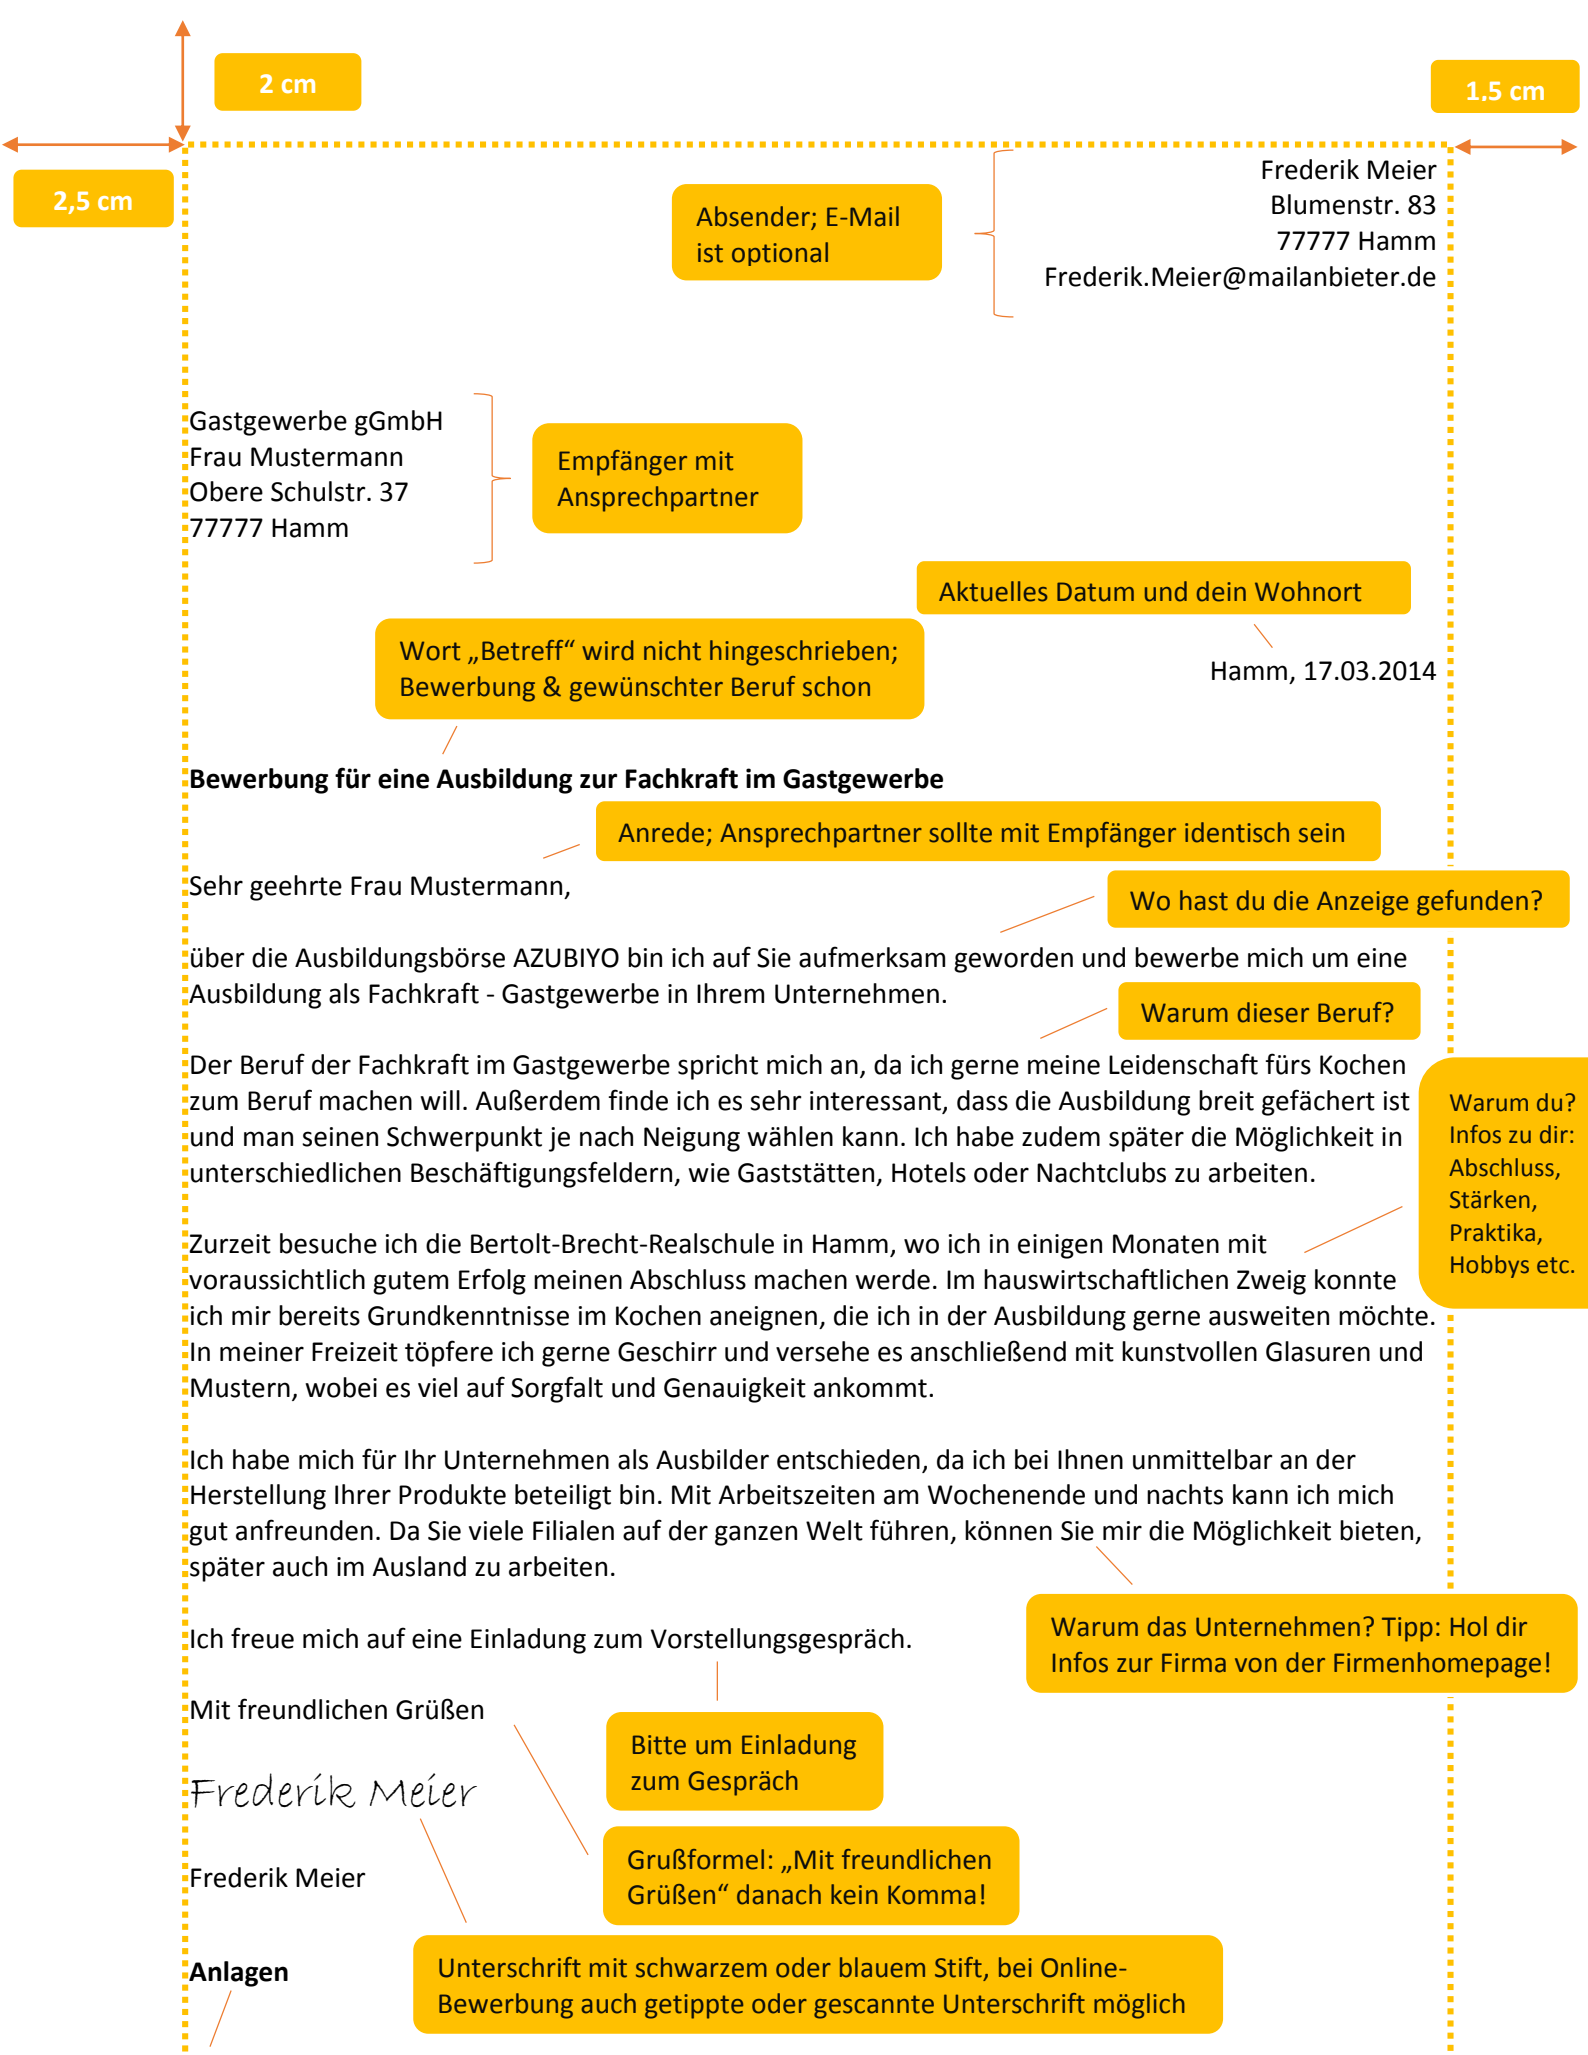 2 cm
1,5 cm
2,5 cm
Absender; E-Mail
ist optional
Frederik Meier
Blumenstr. 83
77777 Hamm
Frederik.Meier@mailanbieter.de
Gastgewerbe gGmbH
Frau Mustermann
Obere Schulstr. 37
77777 Hamm
Empfänger mit
Ansprechpartner
Aktuelles Datum und dein Wohnort
Wort „Betreff“ wird nicht hingeschrieben;
Bewerbung & gewünschter Beruf schon
Hamm, 17.03.2014
Bewerbung für eine Ausbildung zur Fachkraft im Gastgewerbe
Anrede; Ansprechpartner sollte mit Empfänger identisch sein
Sehr geehrte Frau Mustermann,
Wo hast du die Anzeige gefunden?
über die Ausbildungsbörse AZUBIYO bin ich auf Sie aufmerksam geworden und bewerbe mich um eine
Ausbildung als Fachkraft - Gastgewerbe in Ihrem Unternehmen.
Warum dieser Beruf?
Der Beruf der Fachkraft im Gastgewerbe spricht mich an, da ich gerne meine Leidenschaft fürs Kochen
zum Beruf machen will. Außerdem finde ich es sehr interessant, dass die Ausbildung breit gefächert ist
und man seinen Schwerpunkt je nach Neigung wählen kann. Ich habe zudem später die Möglichkeit in
unterschiedlichen Beschäftigungsfeldern, wie Gaststätten, Hotels oder Nachtclubs zu arbeiten.
Warum du?
Infos zu dir:
Abschluss,
Stärken,
Praktika,
Hobbys etc.
Zurzeit besuche ich die Bertolt-Brecht-Realschule in Hamm, wo ich in einigen Monaten mit
voraussichtlich gutem Erfolg meinen Abschluss machen werde. Im hauswirtschaftlichen Zweig konnte
ich mir bereits Grundkenntnisse im Kochen aneignen, die ich in der Ausbildung gerne ausweiten möchte.
In meiner Freizeit töpfere ich gerne Geschirr und versehe es anschließend mit kunstvollen Glasuren und
Mustern, wobei es viel auf Sorgfalt und Genauigkeit ankommt.
Ich habe mich für Ihr Unternehmen als Ausbilder entschieden, da ich bei Ihnen unmittelbar an der
Herstellung Ihrer Produkte beteiligt bin. Mit Arbeitszeiten am Wochenende und nachts kann ich mich
gut anfreunden. Da Sie viele Filialen auf der ganzen Welt führen, können Sie mir die Möglichkeit bieten,
später auch im Ausland zu arbeiten.
Warum das Unternehmen? Tipp: Hol dir
Infos zur Firma von der Firmenhomepage!
Ich freue mich auf eine Einladung zum Vorstellungsgespräch.
Mit freundlichen Grüßen
Bitte um Einladung
zum Gespräch
Frederik Meier
Grußformel: „Mit freundlichen
Grüßen“ danach kein Komma!
Frederik Meier
Anlagen
Unterschrift mit schwarzem oder blauem Stift, bei Online-
Bewerbung auch getippte oder gescannte Unterschrift möglich